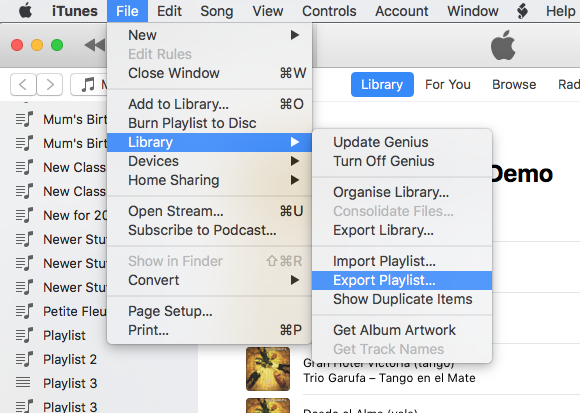 iTunes File Edit Song View Controls Account Window Help
New
Edit Rules
Close Window ⌘W
Add to Library... ⌘O
Burn Playlist to Disc
Library
Devices
Home Sharing
Open Stream... ⌘U
Subscribe to Podcast...
Show in Finder ⇧⌘R
Convert
Page Setup...
Print... ⌘P
Update Genius
Turn Off Genius
Organise Library...
Consolidate Files...
Export Library...
Import Playlist...
Export Playlist...
Show Duplicate Items
Get Album Artwork
Get Track Names
Library For You Browse Rad
Mum's Birt
Mum's Birt
New Class
New Class
New for 20
Newer Stu
Newer Stu
Newer Stu
Petite Fleu
Playlist
Playlist 2
Playlist 3
Playlist 3
Demo
Gran Hotel Victoria (tango)
Trio Garufa – Tango en el Mate